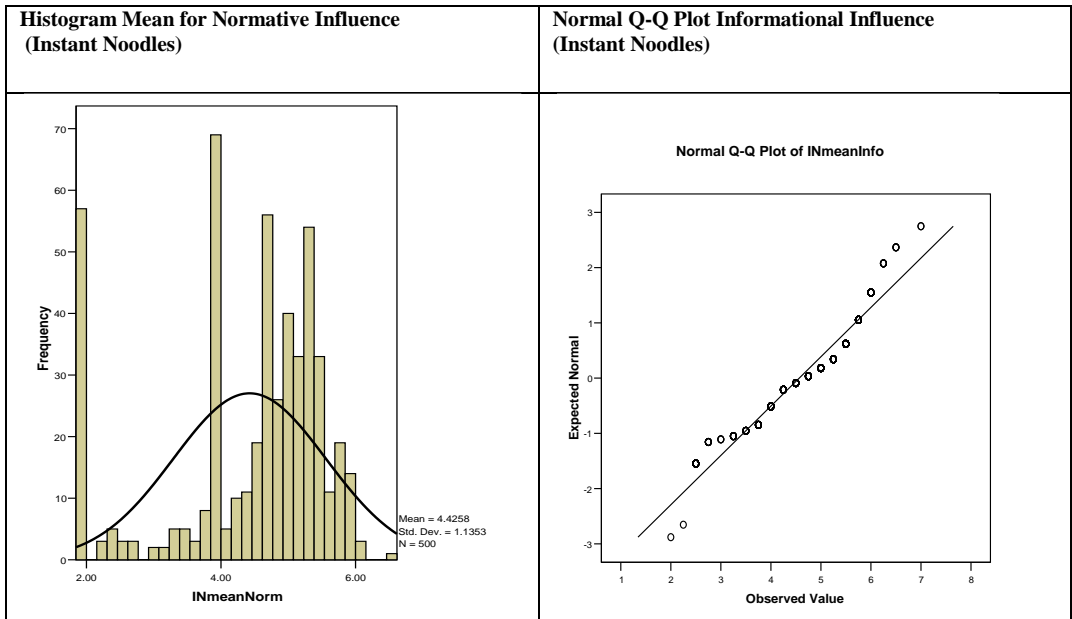 Histogram Mean for Normative Influence
(Instant Noodles)
Normal Q-Q Plot Informational Influence
(Instant Noodles)
70
60
50
40
30
20
10
0
Frequency
2.00
4.00
6.00
INmeanNorm
Mean = 4.4258
Std. Dev. = 1.1353
N = 500
Normal Q-Q Plot of INmeanInfo
3
2
1
0
-1
-2
-3
Expected Normal
1
2
3
4
5
6
7
8
Observed Value